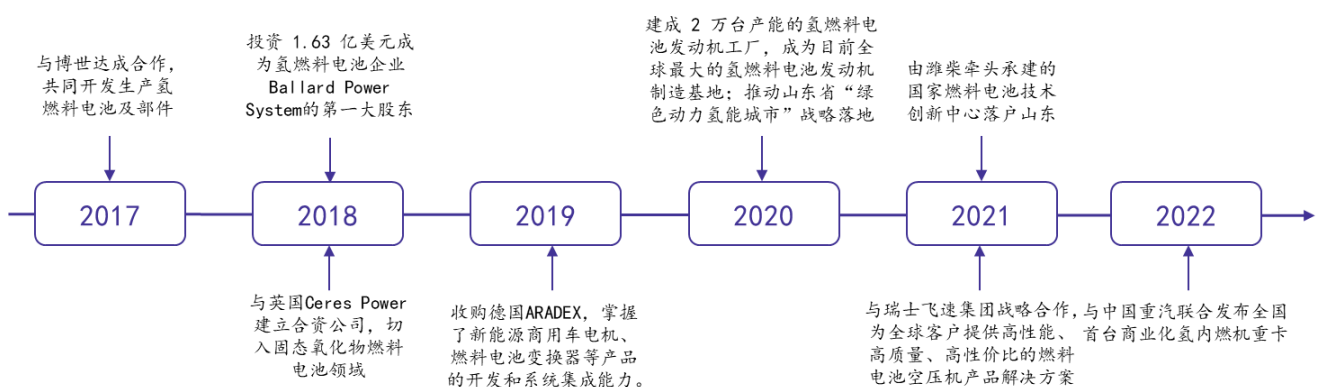 与博世达成合作，
共同开发生产氢
燃料电池及部件
投资 1.63 亿美元成
为氢燃料电池企业
Ballard Power
System的第一大股东
建成 2 万台产能的氢燃料电
池发动机工厂，成为目前全
球最大的氢燃料电池发动机
制造基地；推动山东省“绿
色动力氢能城市”战略落地
由潍柴牵头承建的
国家燃料电池技术
创新中心落户山东
2017
2018
2019
2020
2021
2022
与英国Ceres Power
建立合资公司，切
入固态氧化物燃料
电池领域
收购德国ARADEX，掌握
了新能源商用车电机、
燃料电池变换器等产品
的开发和系统集成能力。
与瑞士飞速集团战略合作，
为全球客户提供高性能、
高质量、高性价比的燃料
电池空压机产品解决方案
与中国重汽联合发布全国
首台商业化氢内燃机重卡